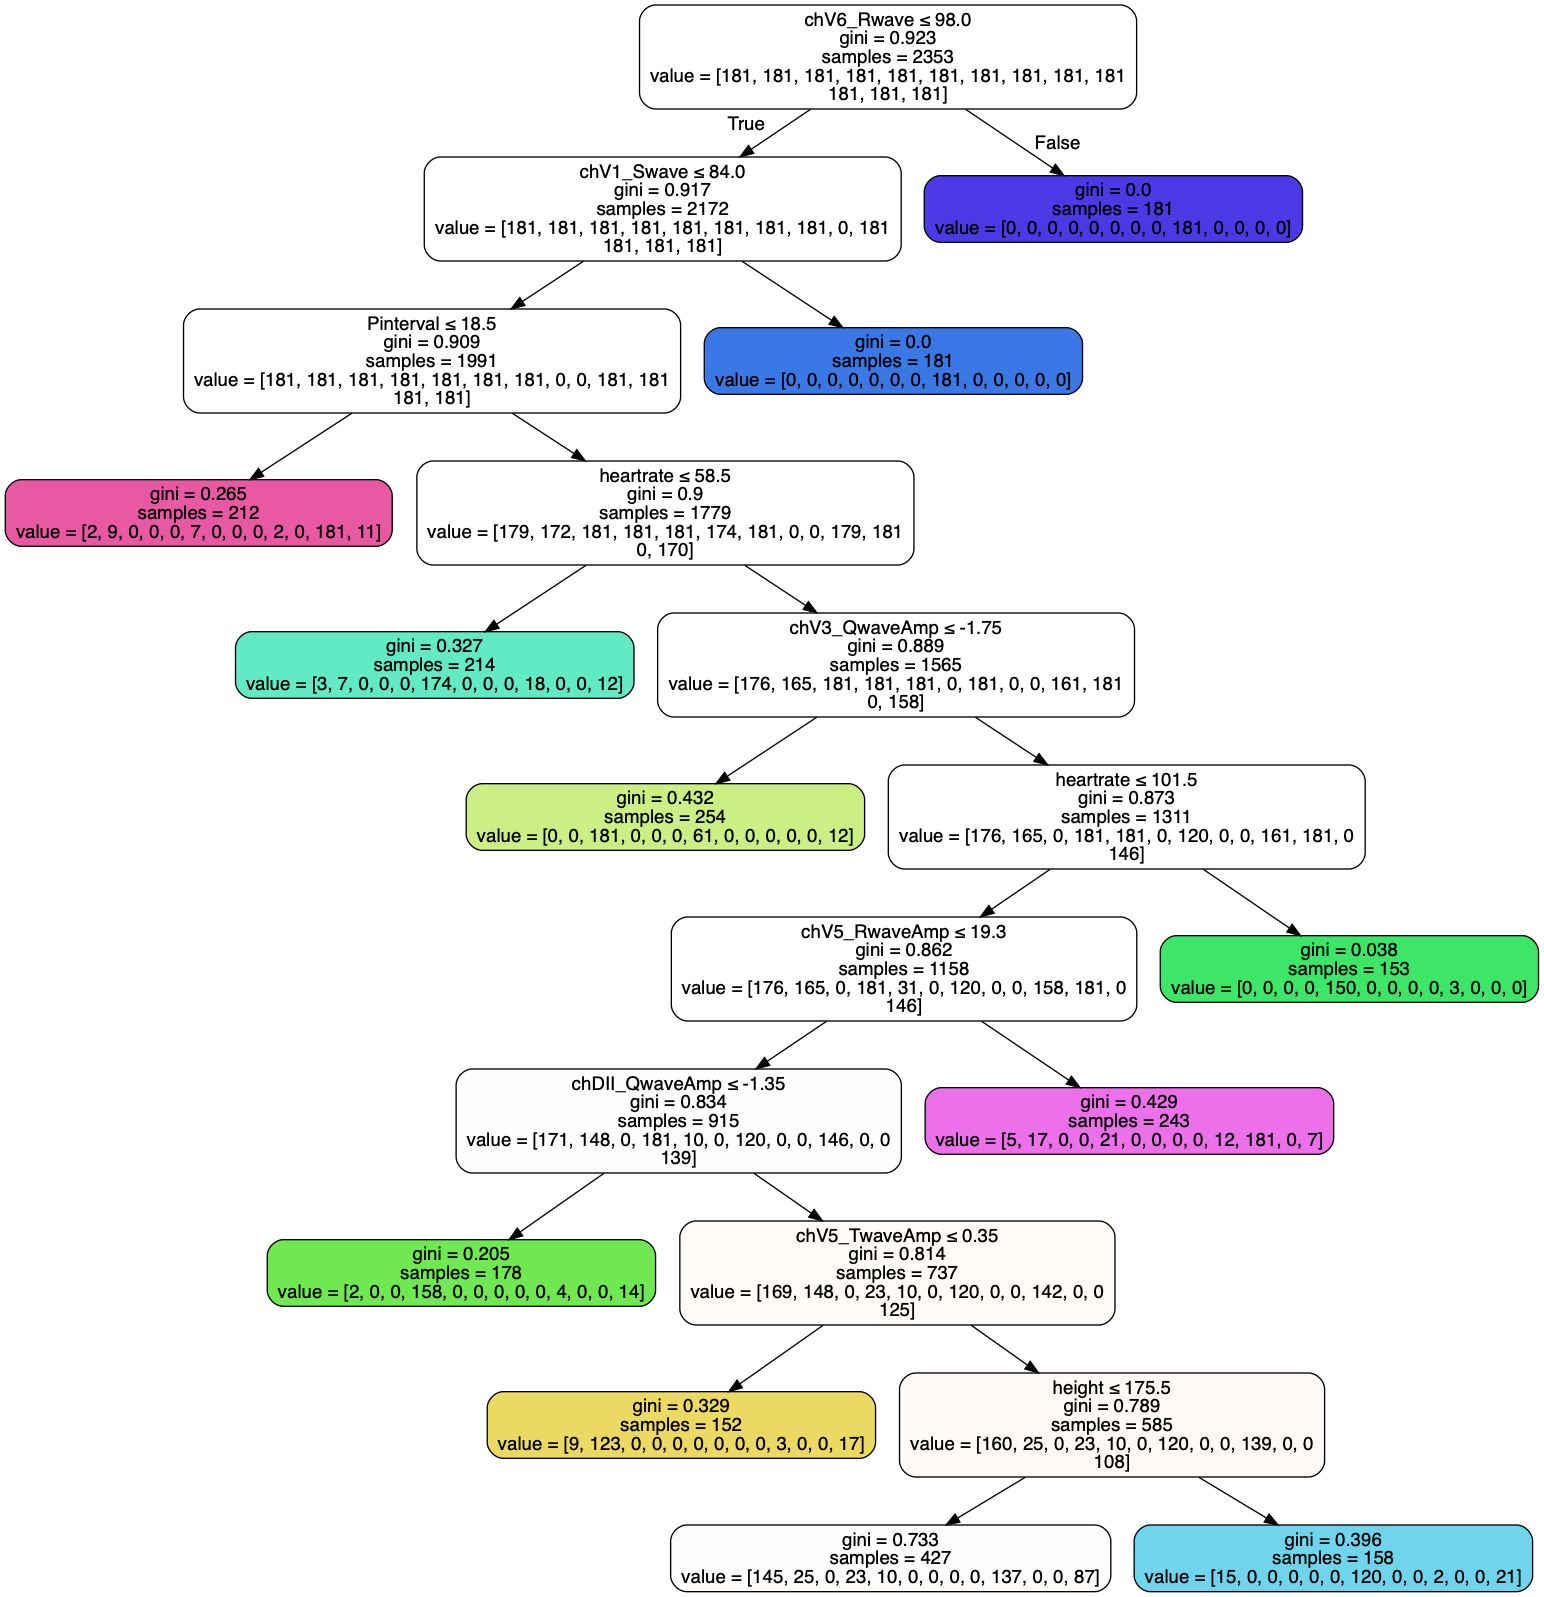 chV6_Rwave ≤ 98.0
gini = 0.923
samples = 2353
value = [181, 181, 181, 181, 181, 181, 181, 181, 181, 181
181, 181, 181]
True
False
chV1_Swave ≤ 84.0
gini = 0.917
samples = 2172
value = [181, 181, 181, 181, 181, 181, 181, 181, 0, 181
181, 181, 181]
gini = 0.0
samples = 181
value = [0, 0, 0, 0, 0, 0, 0, 0, 181, 0, 0, 0, 0]
Pinterval ≤ 18.5
gini = 0.909
samples = 1991
value = [181, 181, 181, 181, 181, 181, 181, 0, 0, 181, 181
181, 181]
gini = 0.0
samples = 181
value = [0, 0, 0, 0, 0, 0, 0, 181, 0, 0, 0, 0, 0]
gini = 0.265
samples = 212
value = [2, 9, 0, 0, 0, 7, 0, 0, 0, 2, 0, 181, 11]
heartrate ≤ 58.5
gini = 0.9
samples = 1779
value = [179, 172, 181, 181, 181, 174, 181, 0, 0, 179, 181
0, 170]
gini = 0.327
samples = 214
value = [3, 7, 0, 0, 0, 174, 0, 0, 0, 18, 0, 0, 12]
chV3_QwaveAmp ≤ -1.75
gini = 0.889
samples = 1565
value = [176, 165, 181, 181, 181, 0, 181, 0, 0, 161, 181
0, 158]
gini = 0.432
samples = 254
value = [0, 0, 181, 0, 0, 0, 61, 0, 0, 0, 0, 0, 12]
heartrate ≤ 101.5
gini = 0.873
samples = 1311
value = [176, 165, 0, 181, 181, 0, 120, 0, 0, 161, 181, 0
146]
chV5_RwaveAmp ≤ 19.3
gini = 0.862
samples = 1158
value = [176, 165, 0, 181, 31, 0, 120, 0, 0, 158, 181, 0
146]
gini = 0.038
samples = 153
value = [0, 0, 0, 0, 150, 0, 0, 0, 0, 3, 0, 0, 0]
chDII_QwaveAmp ≤ -1.35
gini = 0.834
samples = 915
value = [171, 148, 0, 181, 10, 0, 120, 0, 0, 146, 0, 0
139]
gini = 0.429
samples = 243
value = [5, 17, 0, 0, 21, 0, 0, 0, 0, 12, 181, 0, 7]
gini = 0.205
samples = 178
value = [2, 0, 0, 158, 0, 0, 0, 0, 0, 4, 0, 0, 14]
chV5_TwaveAmp ≤ 0.35
gini = 0.814
samples = 737
value = [169, 148, 0, 23, 10, 0, 120, 0, 0, 142, 0, 0
125]
gini = 0.329
samples = 152
value = [9, 123, 0, 0, 0, 0, 0, 0, 0, 3, 0, 0, 17]
height ≤ 175.5
gini = 0.789
samples = 585
value = [160, 25, 0, 23, 10, 0, 120, 0, 0, 139, 0, 0
108]
gini = 0.733
samples = 427
value = [145, 25, 0, 23, 10, 0, 0, 0, 0, 137, 0, 0, 87]
gini = 0.396
samples = 158
value = [15, 0, 0, 0, 0, 0, 120, 0, 0, 2, 0, 0, 21]